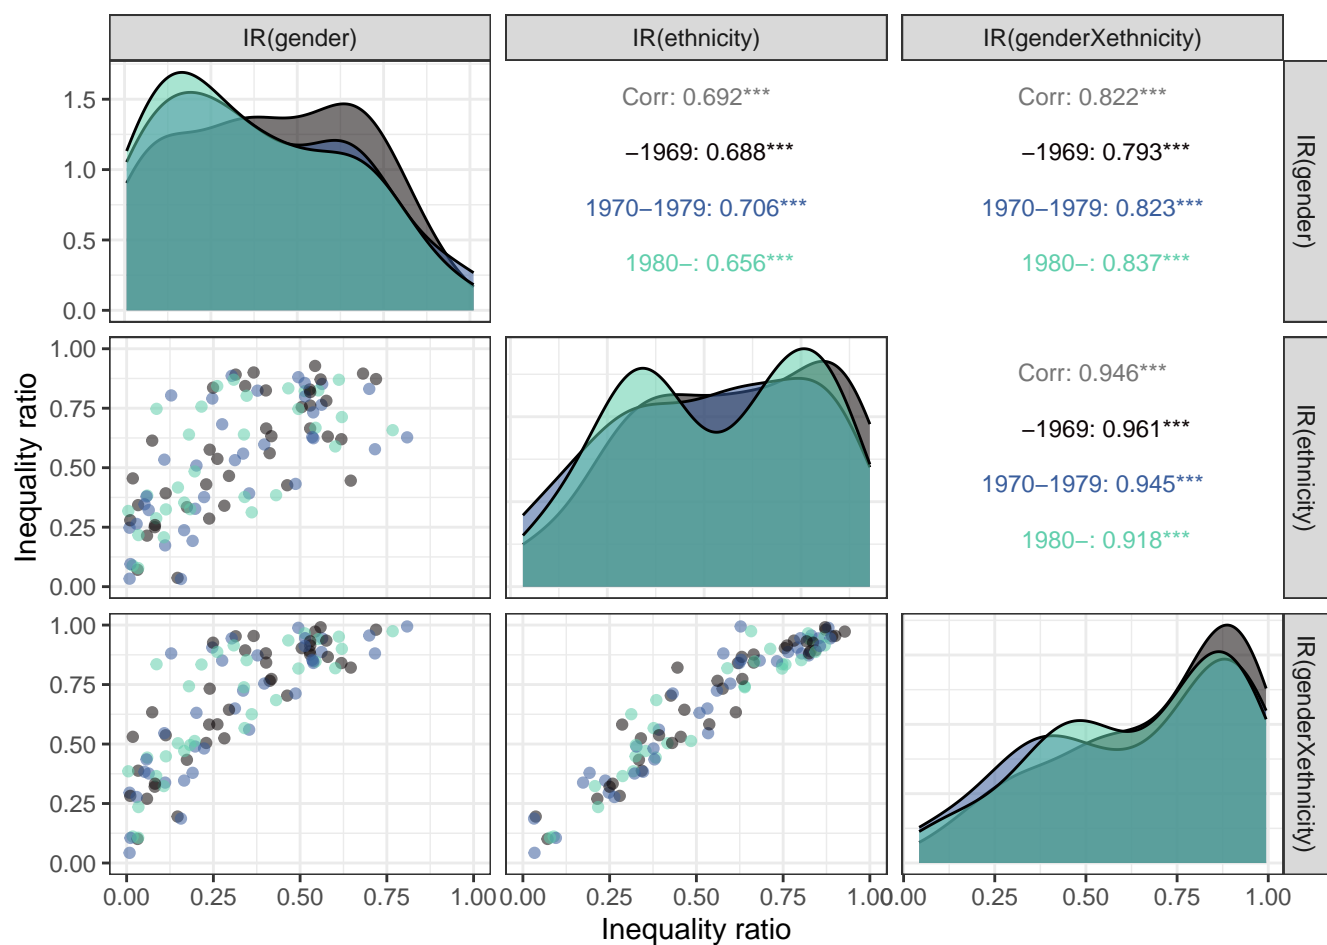 IR(gender)
IR(ethnicity)
IR(genderXethnicity)
1.5
1.0
0.5
0.0
Corr: 0.692***
−1969: 0.688***
1970−1979: 0.706***
1980−: 0.656***
Corr: 0.822***
−1969: 0.793***
1970−1979: 0.823***
1980−: 0.837***
IR(gender)
Inequality ratio
1.00
0.75
0.50
0.25
0.00
Corr: 0.946***
−1969: 0.961***
1970−1979: 0.945***
1980−: 0.918***
IR(ethnicity)
1.00
0.75
0.50
0.25
0.00
IR(genderXethnicity)
0.00 0.25 0.50 0.75 1.00
0.00 0.25 0.50 0.75 1.00
0.00 0.25 0.50 0.75 1.00
Inequality ratio